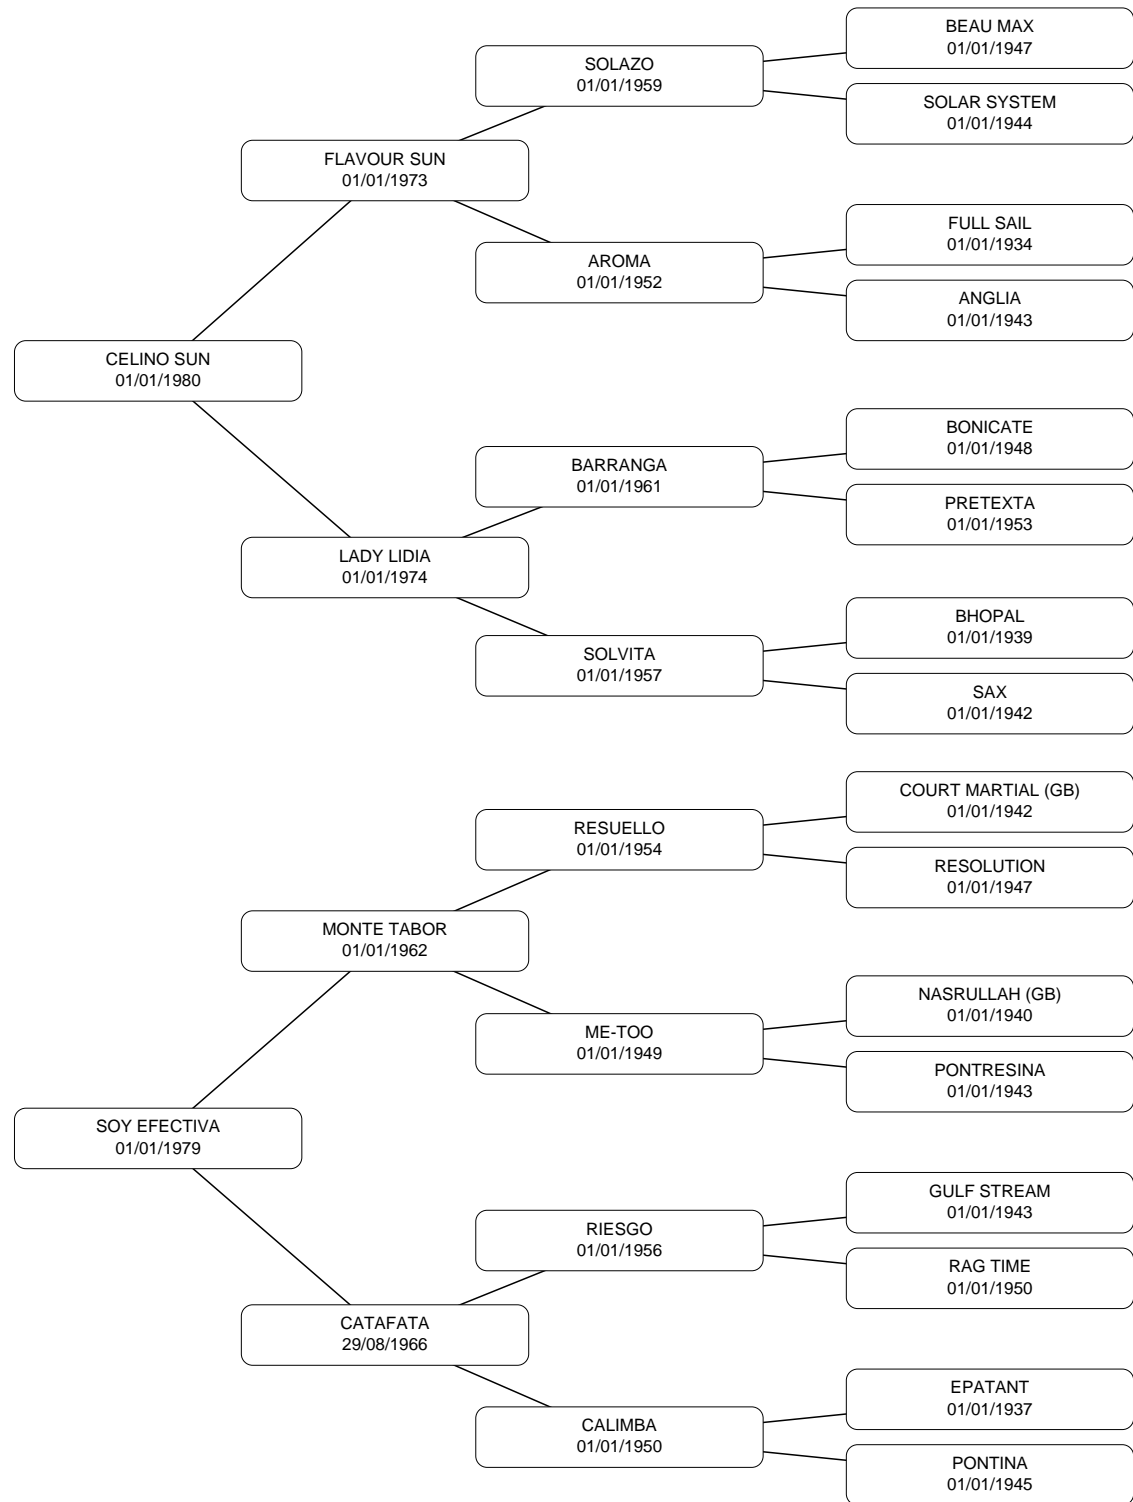 BEAU MAX
01/01/1947
SOLAZO
01/01/1959
SOLAR SYSTEM
01/01/1944
FLAVOUR SUN
01/01/1973
FULL SAIL
01/01/1934
AROMA
01/01/1952
ANGLIA
01/01/1943
CELINO SUN
01/01/1980
BONICATE
01/01/1948
BARRANGA
01/01/1961
PRETEXTA
01/01/1953
LADY LIDIA
01/01/1974
BHOPAL
01/01/1939
SOLVITA
01/01/1957
SAX
01/01/1942
COURT MARTIAL (GB)
01/01/1942
RESUELLO
01/01/1954
RESOLUTION
01/01/1947
MONTE TABOR
01/01/1962
NASRULLAH (GB)
01/01/1940
ME-TOO
01/01/1949
PONTRESINA
01/01/1943
SOY EFECTIVA
01/01/1979
GULF STREAM
01/01/1943
RIESGO
01/01/1956
RAG TIME
01/01/1950
CATAFATA
29/08/1966
EPATANT
01/01/1937
CALIMBA
01/01/1950
PONTINA
01/01/1945